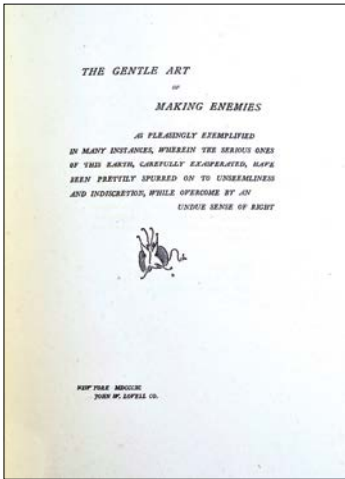 THE GENTLE ART
OF
MAKING ENEMIES
AS PLEASINGLY EXEMPLIFIED
IN MANY INSTANCES, WHEREIN THE SERIOUS ONES
OF THIS EARTH, CAREFULLY EXASPERATED, HAVE
BEEN PRETTILY SPURRED ON TO UNSEEMLINESS
AND INDISCRETION, WHILE OVERCOME BY AN
UNDUE SENSE OF RIGHT
NEW YORK
JOHN W. LOVELL CO.